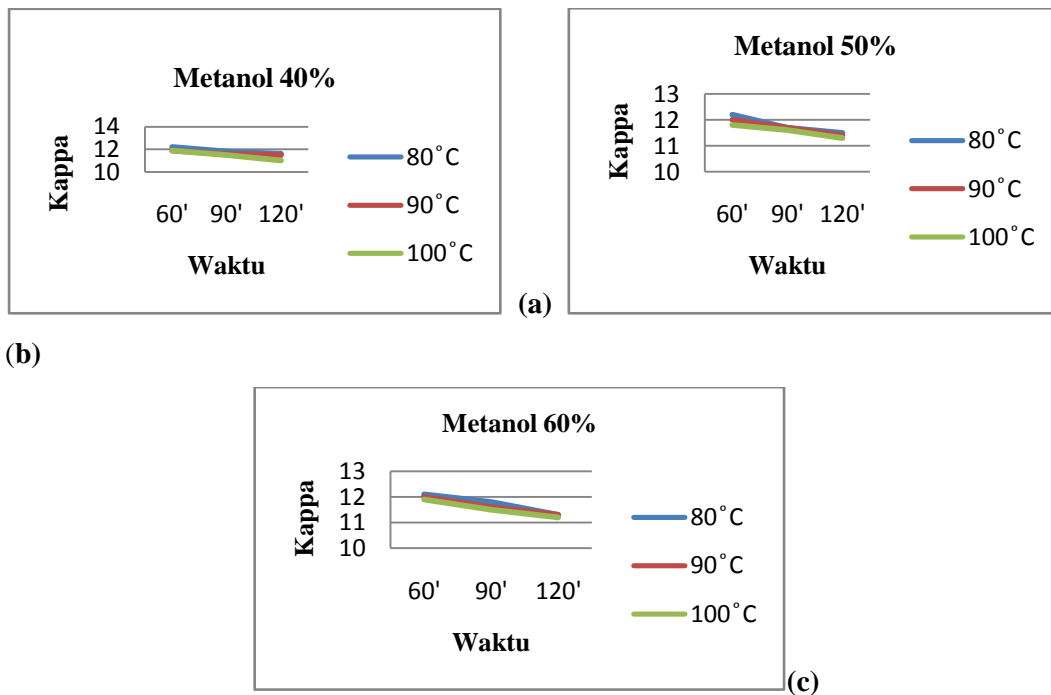 Metanol 40%
Kappa
14
12
10
60' 90' 120'
Waktu
80˚C
90˚C
100˚C
(a)
Metanol 50%
Kappa
13
12
11
10
60' 90' 120'
Waktu
80˚C
90˚C
100˚C
(b)
Metanol 60%
Kappa
13
12
11
10
60' 90' 120'
Waktu
80˚C
90˚C
100˚C
(c)